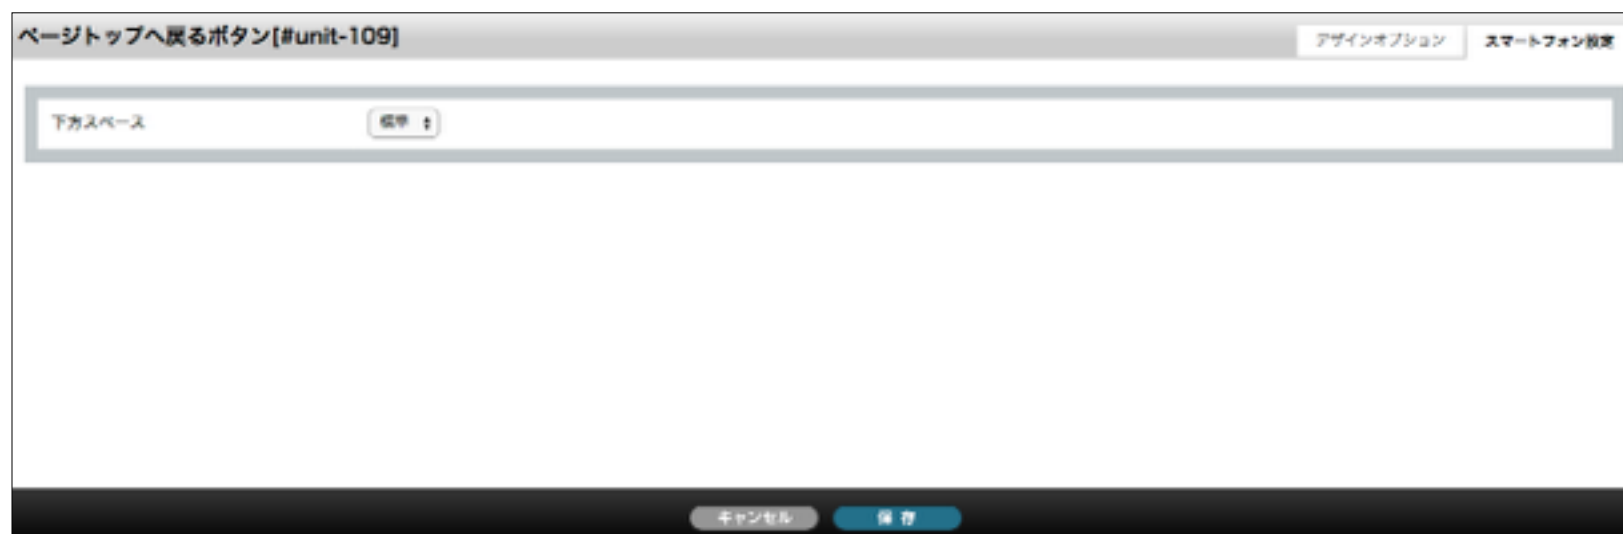 ページトップへ戻るボタン[#unit-109]
デザインオプション
スマートフォン設定
下方スペース
標準
キャンセル
保存